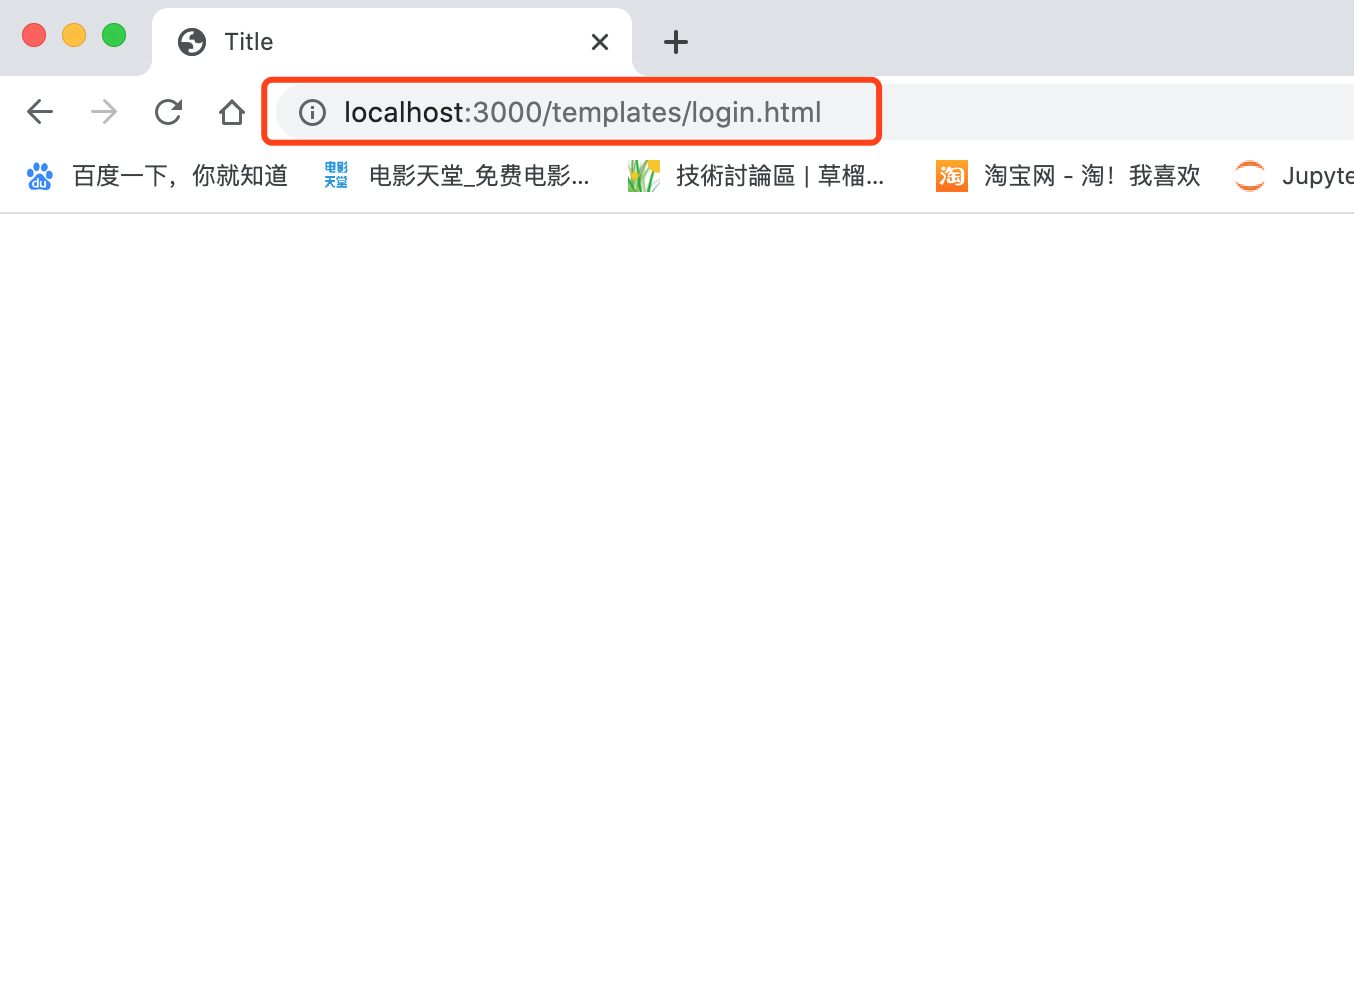 Title
localhost:3000/templates/login.html
百度一下，你就知道 电影天堂 电影天堂_免费电影... 技術討論區 | 草榴... 淘 淘宝网 - 淘！我喜欢 Jupyte